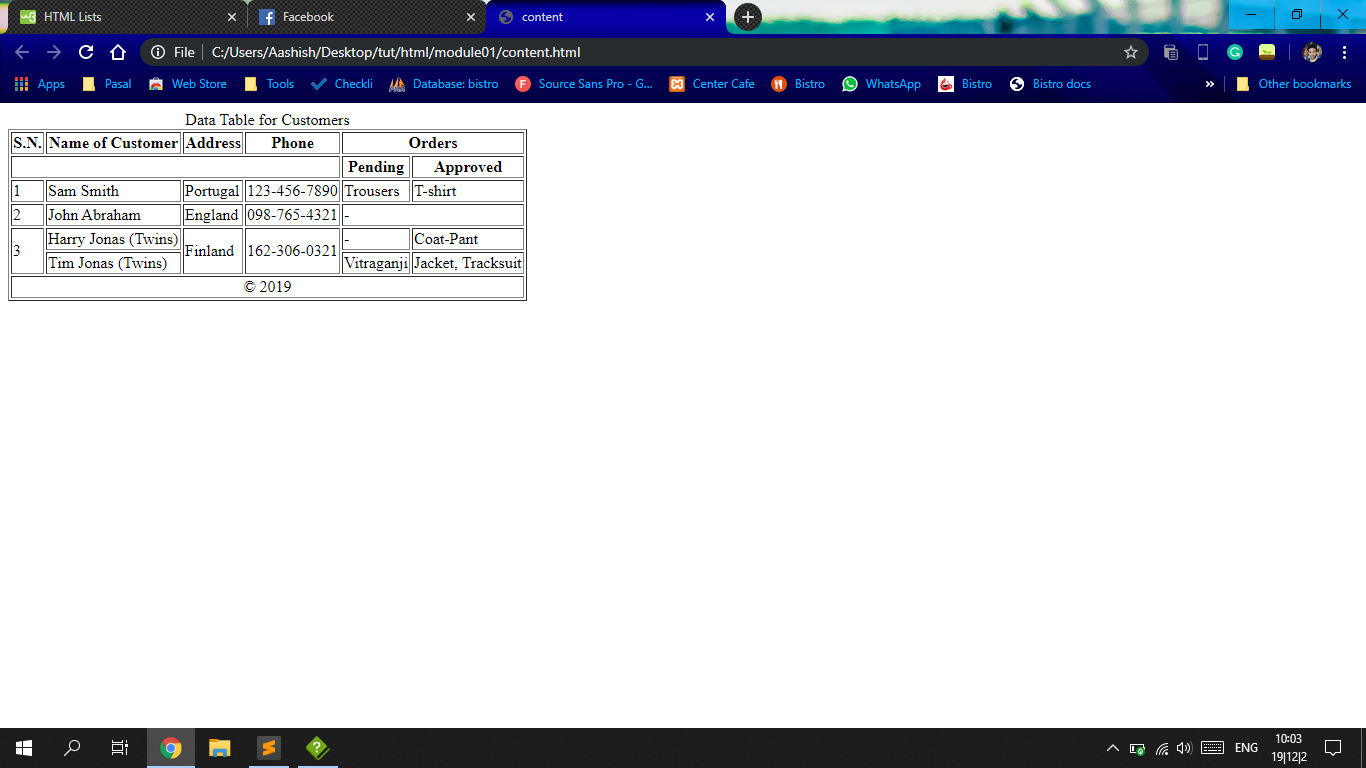 HTML Lists
Facebook
content
File C:/Users/Aashish/Desktop/tut/html/module01/content.html
Apps Pasal Web Store Tools Checkli Database: bistro Source Sans Pro - G... Center Cafe Bistro WhatsApp Bistro Bistro docs » Other bookmarks
Data Table for Customers
S.N. Name of Customer Address Phone Orders
Pending Approved
1 Sam Smith Portugal 123-456-7890 Trousers T-shirt
2 John Abraham England 098-765-4321 -
3 Harry Jonas (Twins) Finland 162-306-0321 - Coat-Pant
Tim Jonas (Twins) Vitraganji Jacket, Tracksuit
© 2019
ENG
10:03
19|12|2